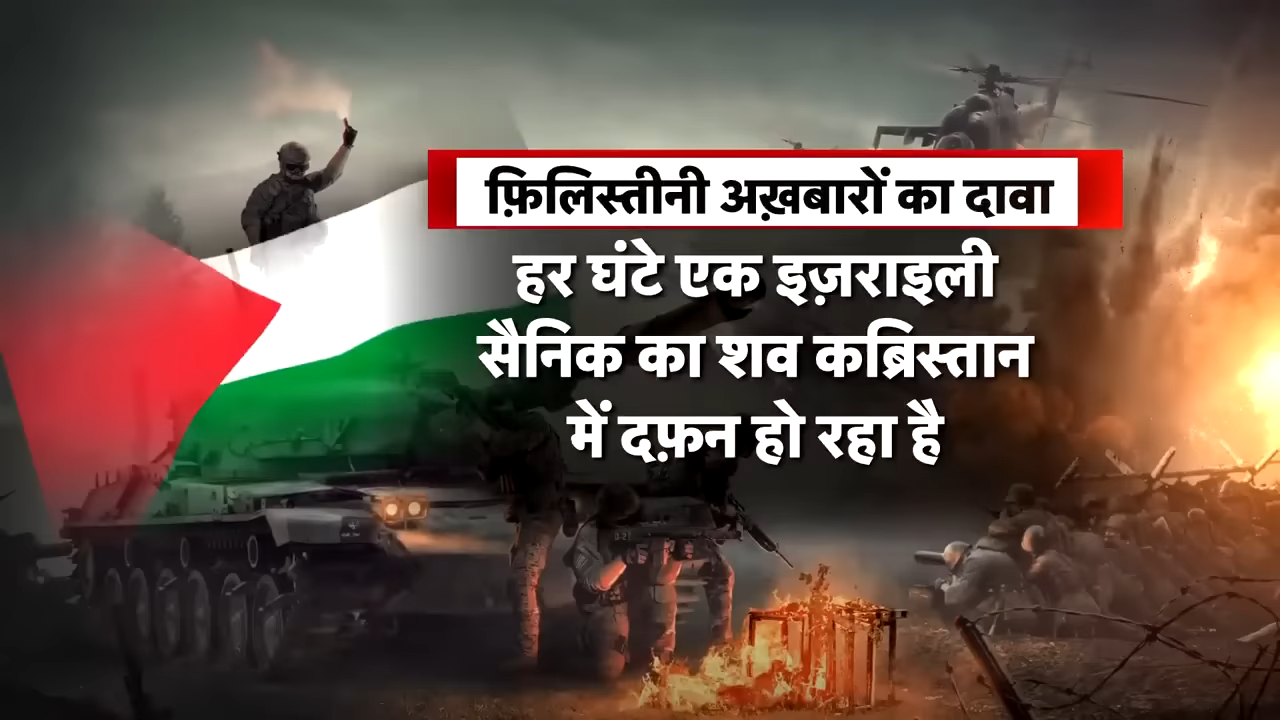 फ़िलिस्तीनी अख़बारों का दावा
हर घंटे एक इज़राइली
सैनिक का शव कब्रिस्तान
में दफ़न हो रहा है